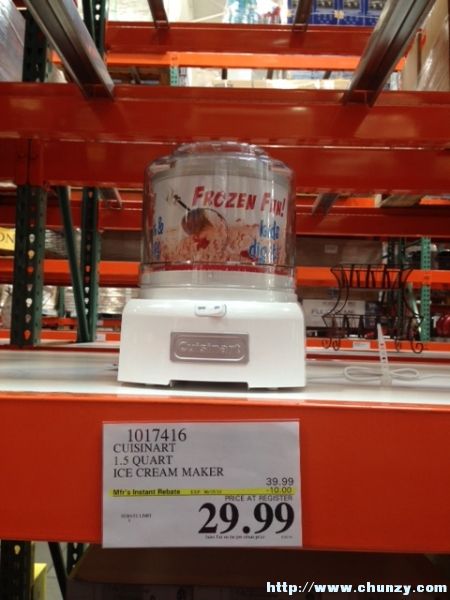 FROZEN FUN!
Cuisinart
1017416
CUISINART
1.5 QUART
ICE CREAM MAKER
39.99
Mfr's Instant Rebate
-10.00
PRICE AT REGISTER
29.99
http://www.chunzy.com